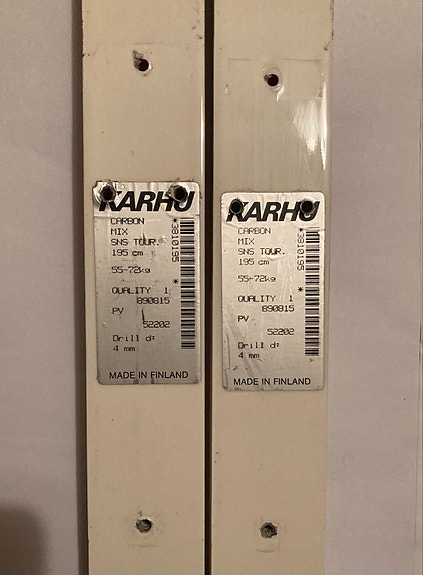 KARHU
CARBON
MIX
SNS TOUR.
195 cm
55-72kg
QUALITY 1
890815
PV
52202
Drill d:
4 mm
*3810195*
MADE IN FINLAND
KARHU
CARBON
MIX
SNS TOUR.
195 cm
55-72kg
QUALITY 1
890815
PV
52202
Drill d:
4 mm
*3810195*
MADE IN FINLAND